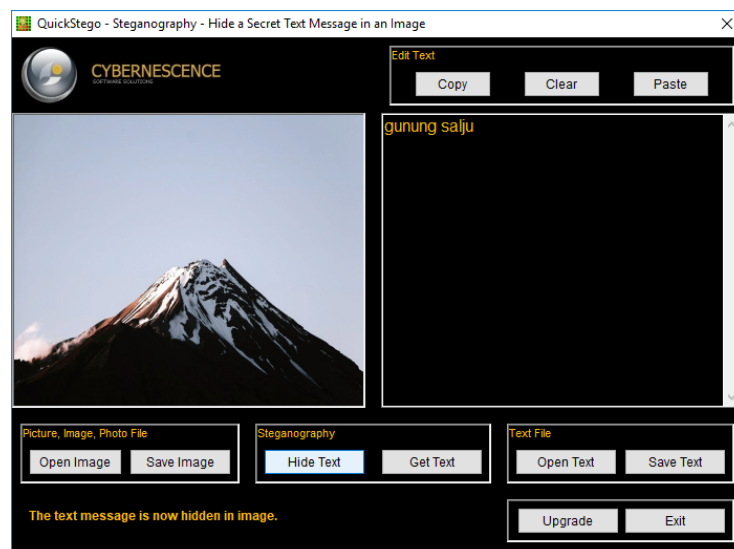 QuickStego - Steganography - Hide a Secret Text Message in an Image
CYBERNESCENCE
SOFTWARE SOLUTIONS
Edit Text
Copy Clear Paste
gunung salju
Picture, Image, Photo File
Open Image Save Image
Steganography
Hide Text Get Text
Text File
Open Text Save Text
The text message is now hidden in image.
Upgrade Exit